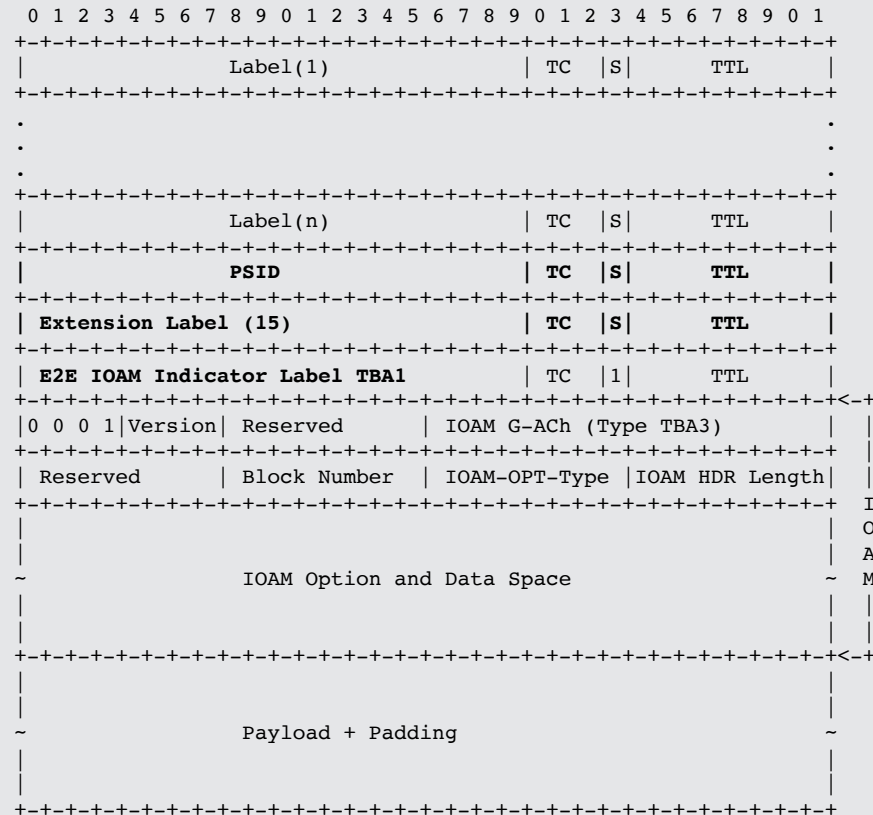 0 1 2 3 4 5 6 7 8 9 0 1 2 3 4 5 6 7 8 9 0 1 2 3 4 5 6 7 8 9 0 1
+-+-+-+-+-+-+-+-+-+-+-+-+-+-+-+-+-+-+-+-+-+-+-+-+-+-+-+-+-+-+-+-+
|                Label(1)               | TC  |S|      TTL      |
+-+-+-+-+-+-+-+-+-+-+-+-+-+-+-+-+-+-+-+-+-+-+-+-+-+-+-+-+-+-+-+-+
.                                                               .
.                                                               .
.                                                               .
+-+-+-+-+-+-+-+-+-+-+-+-+-+-+-+-+-+-+-+-+-+-+-+-+-+-+-+-+-+-+-+-+
|                Label(n)               | TC  |S|      TTL      |
+-+-+-+-+-+-+-+-+-+-+-+-+-+-+-+-+-+-+-+-+-+-+-+-+-+-+-+-+-+-+-+-+
|                PSID                   | TC  |S|      TTL      |
+-+-+-+-+-+-+-+-+-+-+-+-+-+-+-+-+-+-+-+-+-+-+-+-+-+-+-+-+-+-+-+-+
| Extension Label (15)                  | TC  |S|      TTL      |
+-+-+-+-+-+-+-+-+-+-+-+-+-+-+-+-+-+-+-+-+-+-+-+-+-+-+-+-+-+-+-+-+
| E2E IOAM Indicator Label TBA1         | TC  |1|      TTL      |
+-+-+-+-+-+-+-+-+-+-+-+-+-+-+-+-+-+-+-+-+-+-+-+-+-+-+-+-+-+-+-+-+<-+
|0 0 0 1|Version| Reserved      | IOAM G-ACh (Type TBA3)        |  |
+-+-+-+-+-+-+-+-+-+-+-+-+-+-+-+-+-+-+-+-+-+-+-+-+-+-+-+-+-+-+-+-+  |
| Reserved      | Block Number  | IOAM-OPT-Type |IOAM HDR Length|  |
+-+-+-+-+-+-+-+-+-+-+-+-+-+-+-+-+-+-+-+-+-+-+-+-+-+-+-+-+-+-+-+-+  I
|                                                               |  O
|                                                               |  A
~                 IOAM Option and Data Space                    ~  M
|                                                               |  |
|                                                               |  |
+-+-+-+-+-+-+-+-+-+-+-+-+-+-+-+-+-+-+-+-+-+-+-+-+-+-+-+-+-+-+-+-+<-+
|                                                               |
|                                                               |
~                 Payload + Padding                             ~
|                                                               |
|                                                               |
+-+-+-+-+-+-+-+-+-+-+-+-+-+-+-+-+-+-+-+-+-+-+-+-+-+-+-+-+-+-+-+-+